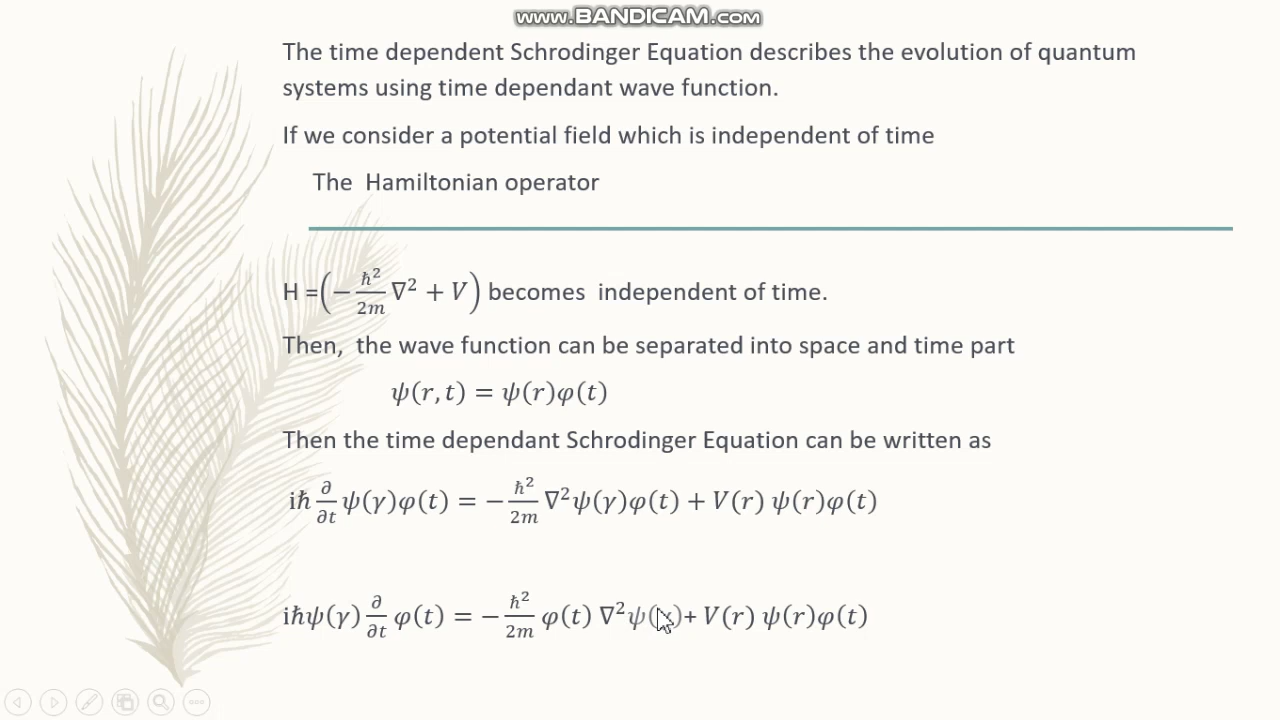 www.BANDICAM.com
The time dependent Schrodinger Equation describes the evolution of quantum
systems using time dependant wave function.
If we consider a potential field which is independent of time
The Hamiltonian operator
H =(−ℏ²/2m ∇² + V) becomes independent of time.
Then, the wave function can be separated into space and time part
ψ(r, t) = ψ(r)φ(t)
Then the time dependant Schrodinger Equation can be written as
iℏ ∂/∂t ψ(γ)φ(t) = −ℏ²/2m ∇²ψ(γ)φ(t) + V(r) ψ(r)φ(t)
iℏψ(γ) ∂/∂t φ(t) = −ℏ²/2m φ(t) ∇²ψ( )+ V(r) ψ(r)φ(t)